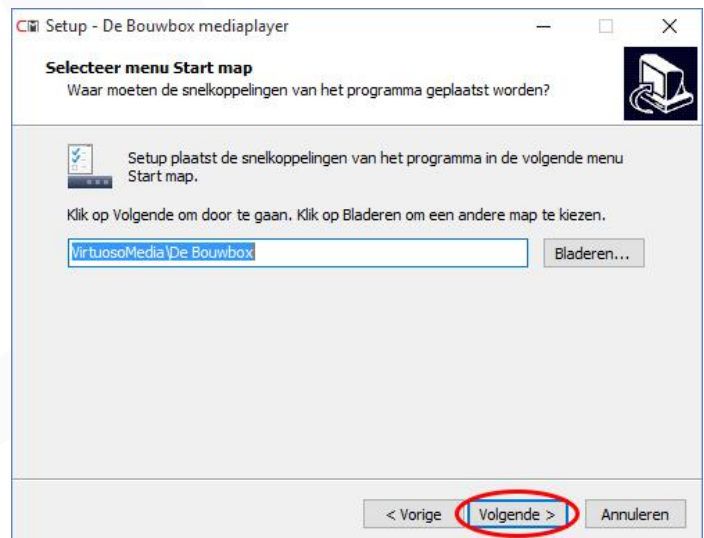 Setup - De Bouwbox mediaplayer
Selecteer menu Start map
Waar moeten de snelkoppelingen van het programma geplaatst worden?
Setup plaatst de snelkoppelingen van het programma in de volgende menu
Start map.
Klik op Volgende om door te gaan. Klik op Bladeren om een andere map te kiezen.
VirtuosoMedia\De Bouwbox
Bladeren...
< Vorige
Volgende >
Annuleren